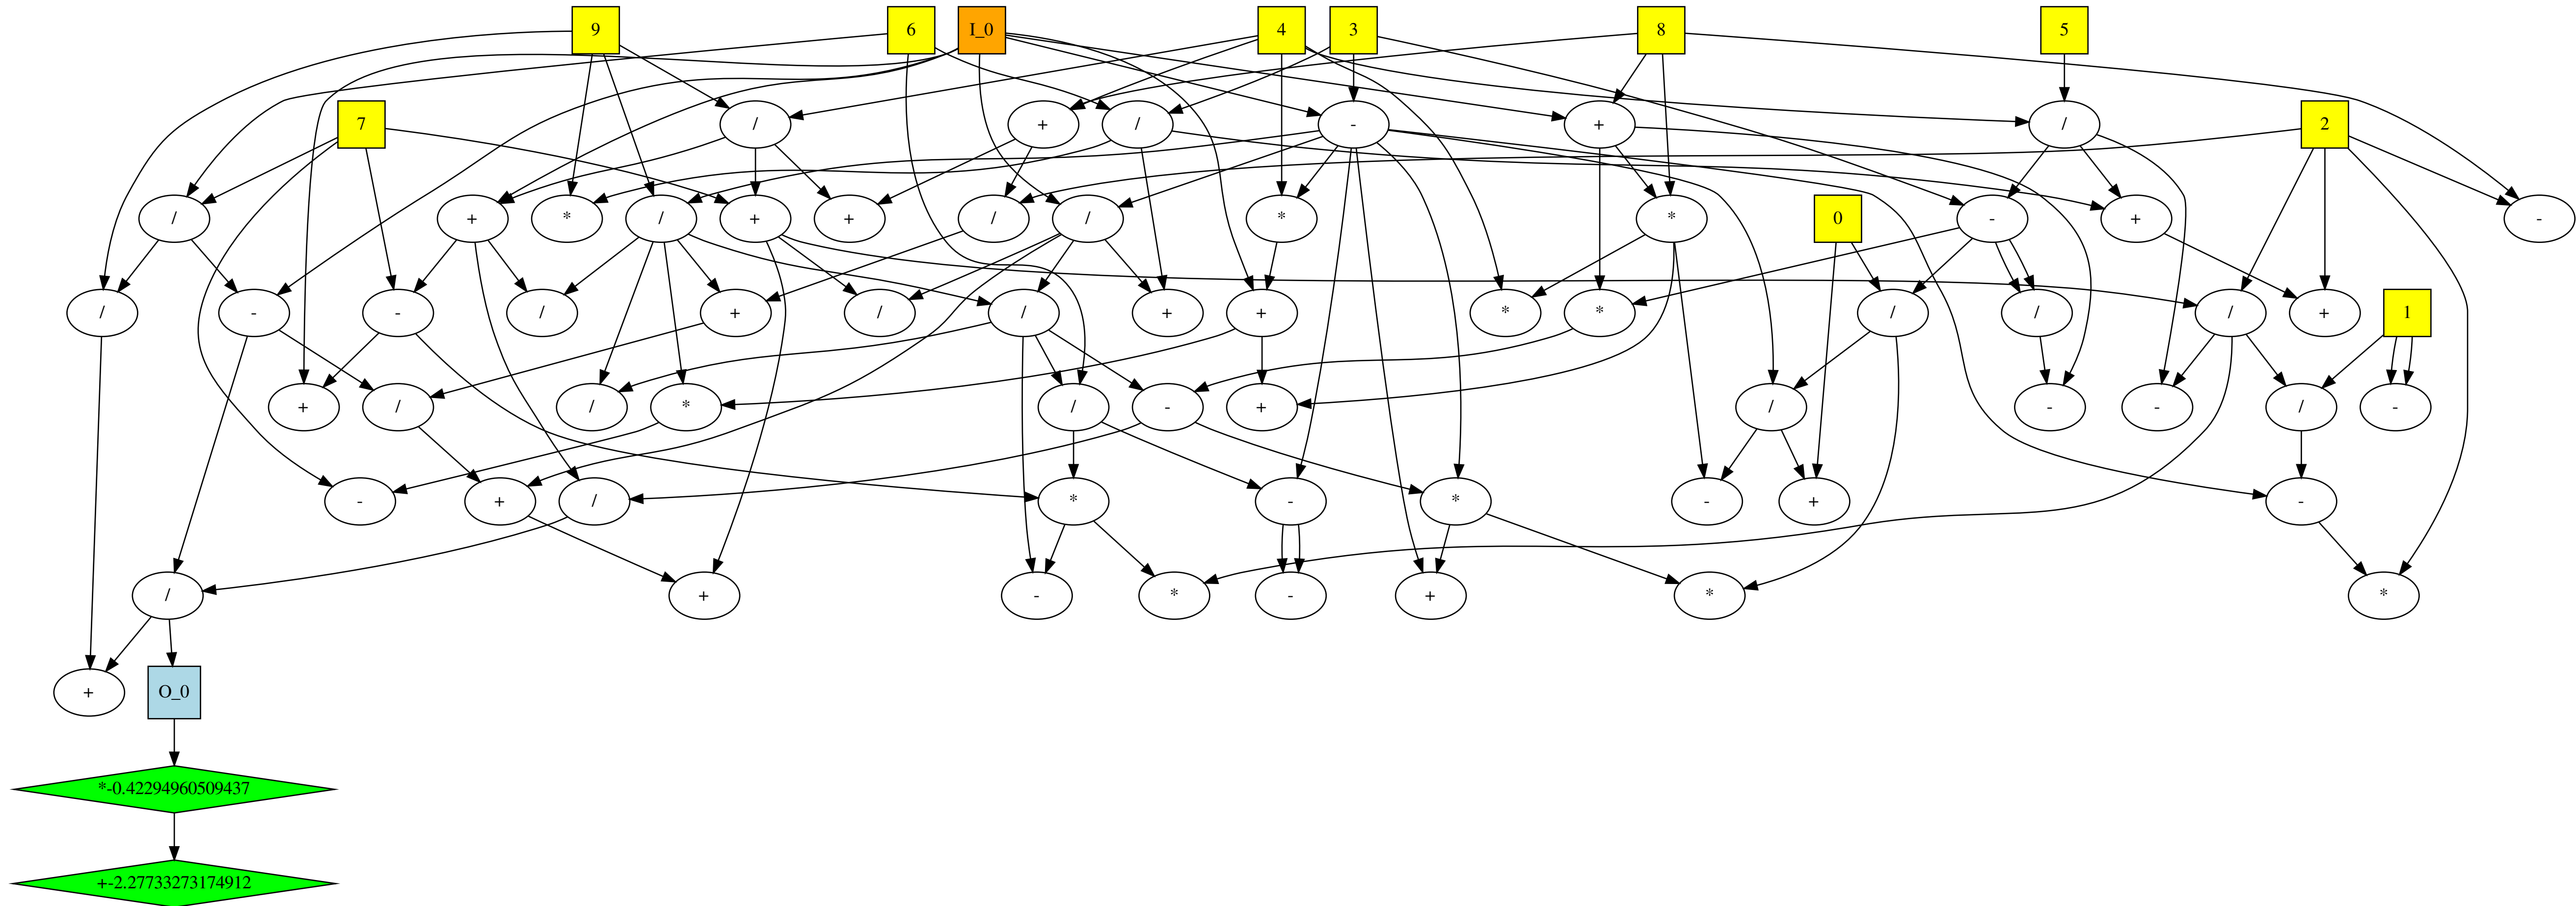 9 6 I_0 4 3 8 5
7 / + / - + / 2
/ + * / + + / / * * 0 - + -
/ - - / + / / + + * * / / / + 1
+ / / * / - + / - - / -
- + / * - * - + -
/ + - * - + * *
+ O_0
*-0.42294960509437
+-2.27733273174912